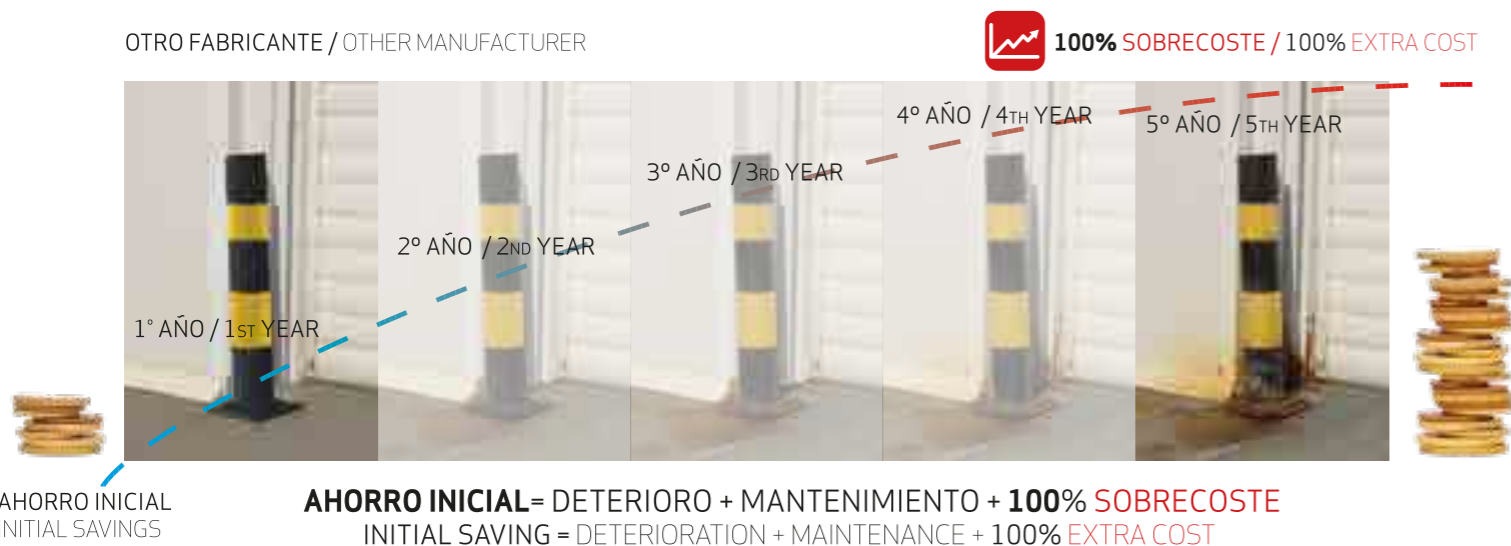 OTRO FABRICANTE / OTHER MANUFACTURER
100% SOBRECOSTE / 100% EXTRA COST
4º AÑO / 4TH YEAR
5º AÑO / 5TH YEAR
3º AÑO / 3RD YEAR
2º AÑO / 2ND YEAR
1° AÑO / 1ST YEAR
AHORRO INICIAL
INITIAL SAVINGS
AHORRO INICIAL= DETERIORO + MANTENIMIENTO + 100% SOBRECOSTE
INITIAL SAVING = DETERIORATION + MAINTENANCE + 100% EXTRA COST